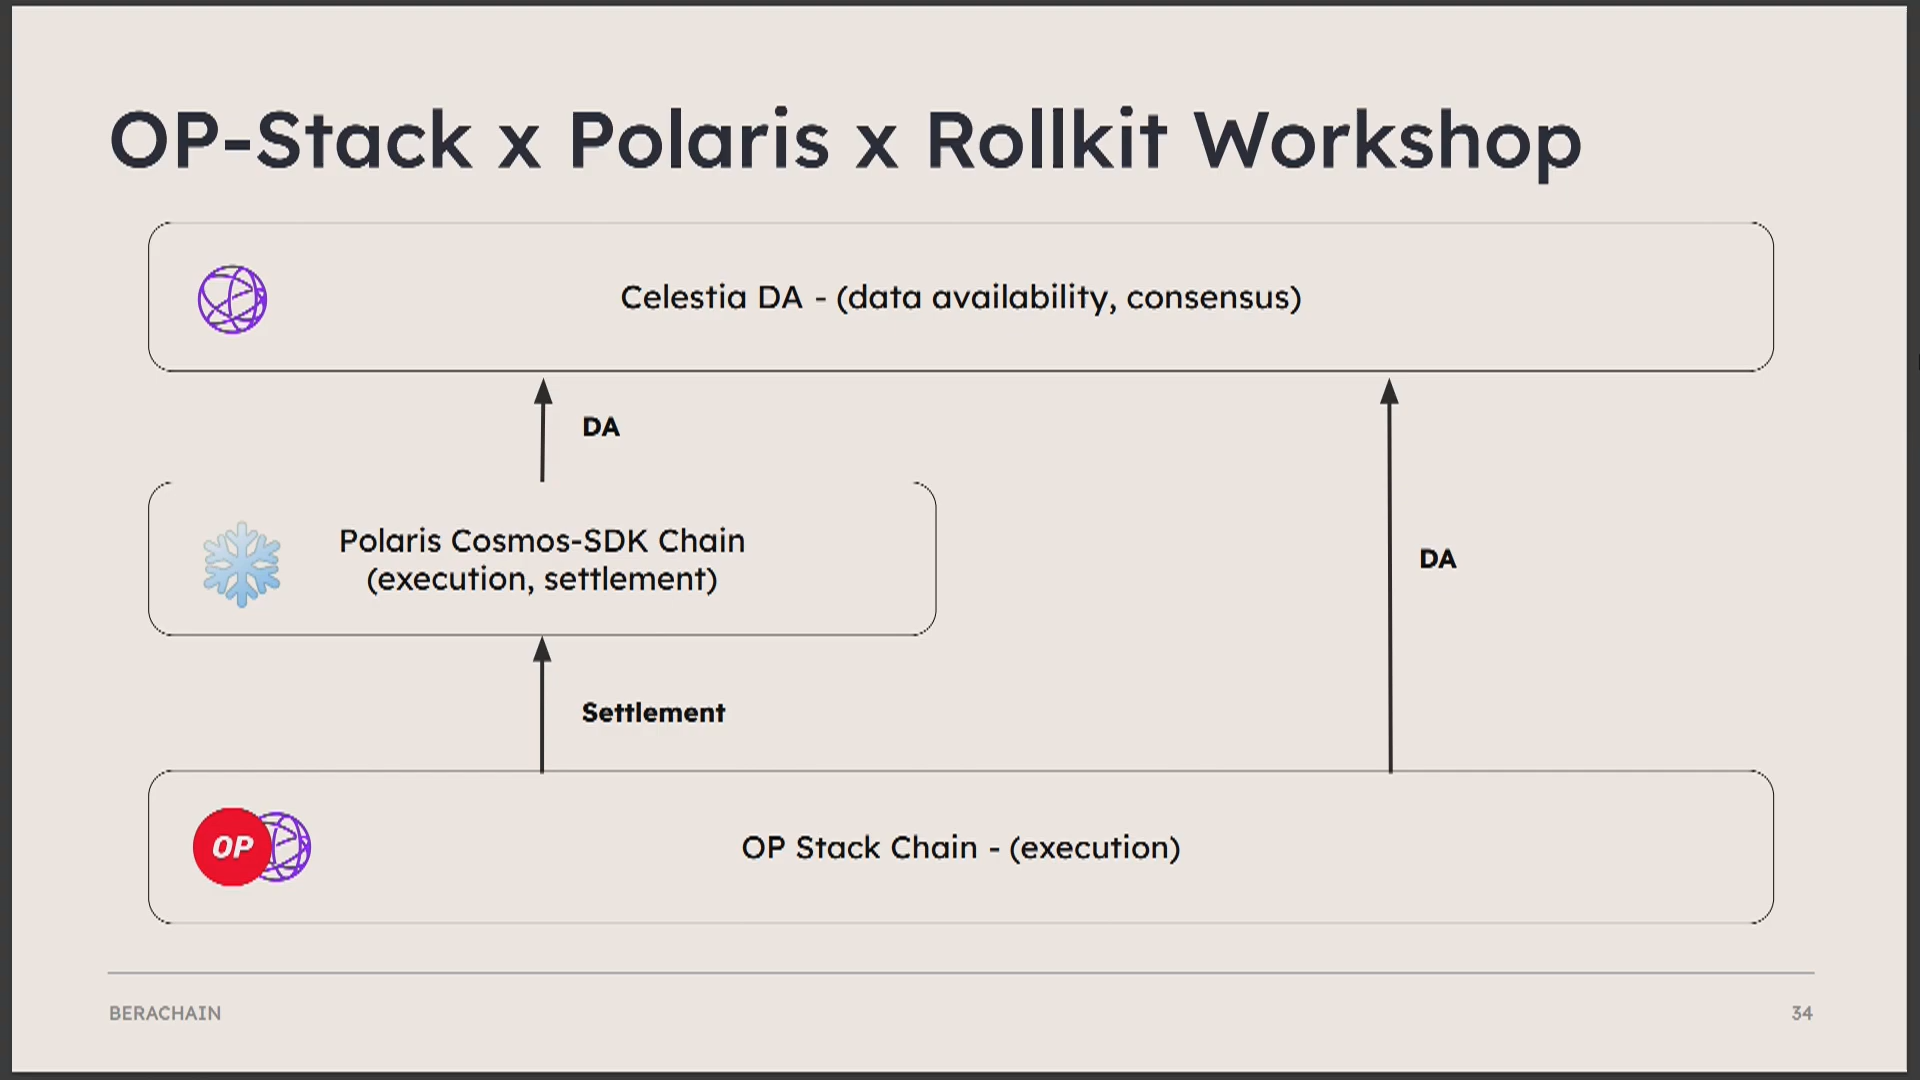 OP-Stack x Polaris x Rollkit Workshop
Celestia DA - (data availability, consensus)
DA
Polaris Cosmos-SDK Chain
(execution, settlement)
DA
Settlement
OP
OP Stack Chain - (execution)
BERACHAIN
34